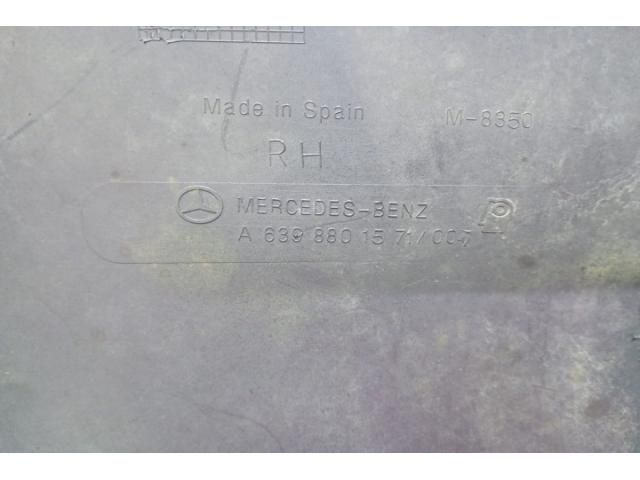 Made in Spain M-8350
RH
MERCEDES-BENZ
A 639 880 15 71/007